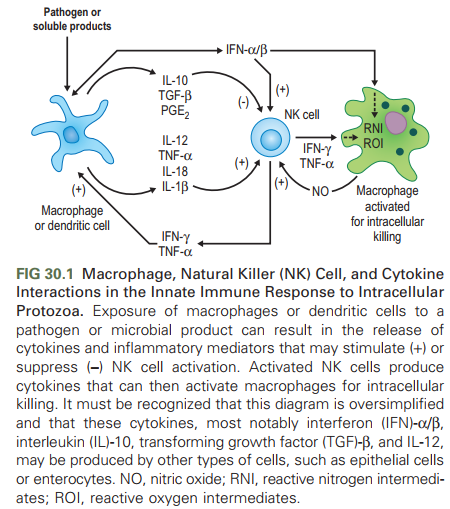 Pathogen or
soluble products
IFN-α/β
IL-10
TGF-β
PGE2
(-)
(+)
NK cell
IL-12
TNF-α
IL-18
IL-1β
(+)
(+)
Macrophage
or dendritic cell
IFN-γ
TNF-α
(+)
NO
RNI
ROI
Macrophage
activated
for intracellular
killing
IFN-γ
TNF-α
FIG 30.1 Macrophage, Natural Killer (NK) Cell, and Cytokine
Interactions in the Innate Immune Response to Intracellular
Protozoa. Exposure of macrophages or dendritic cells to a
pathogen or microbial product can result in the release of
cytokines and inflammatory mediators that may stimulate (+) or
suppress (–) NK cell activation. Activated NK cells produce
cytokines that can then activate macrophages for intracellular
killing. It must be recognized that this diagram is oversimplified
and that these cytokines, most notably interferon (IFN)-α/β,
interleukin (IL)-10, transforming growth factor (TGF)-β, and IL-12,
may be produced by other types of cells, such as epithelial cells
or enterocytes. NO, nitric oxide; RNI, reactive nitrogen intermedi-
ates; ROI, reactive oxygen intermediates.